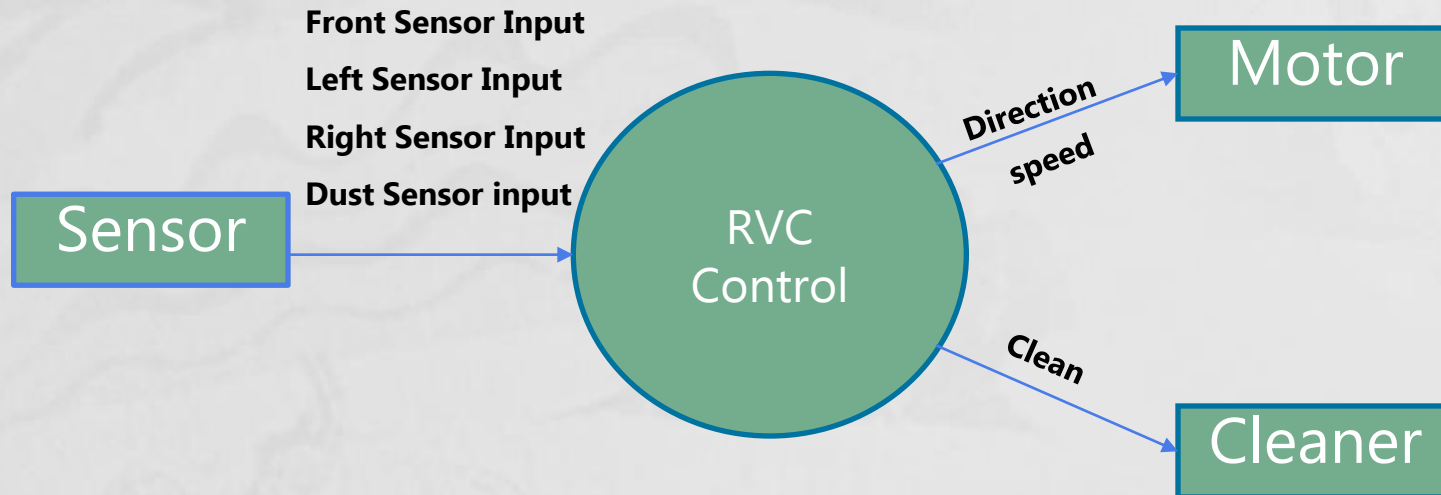 Front Sensor Input
Left Sensor Input
Right Sensor Input
Dust Sensor input
Sensor
RVC
Control
Direction
speed
Motor
Clean
Cleaner